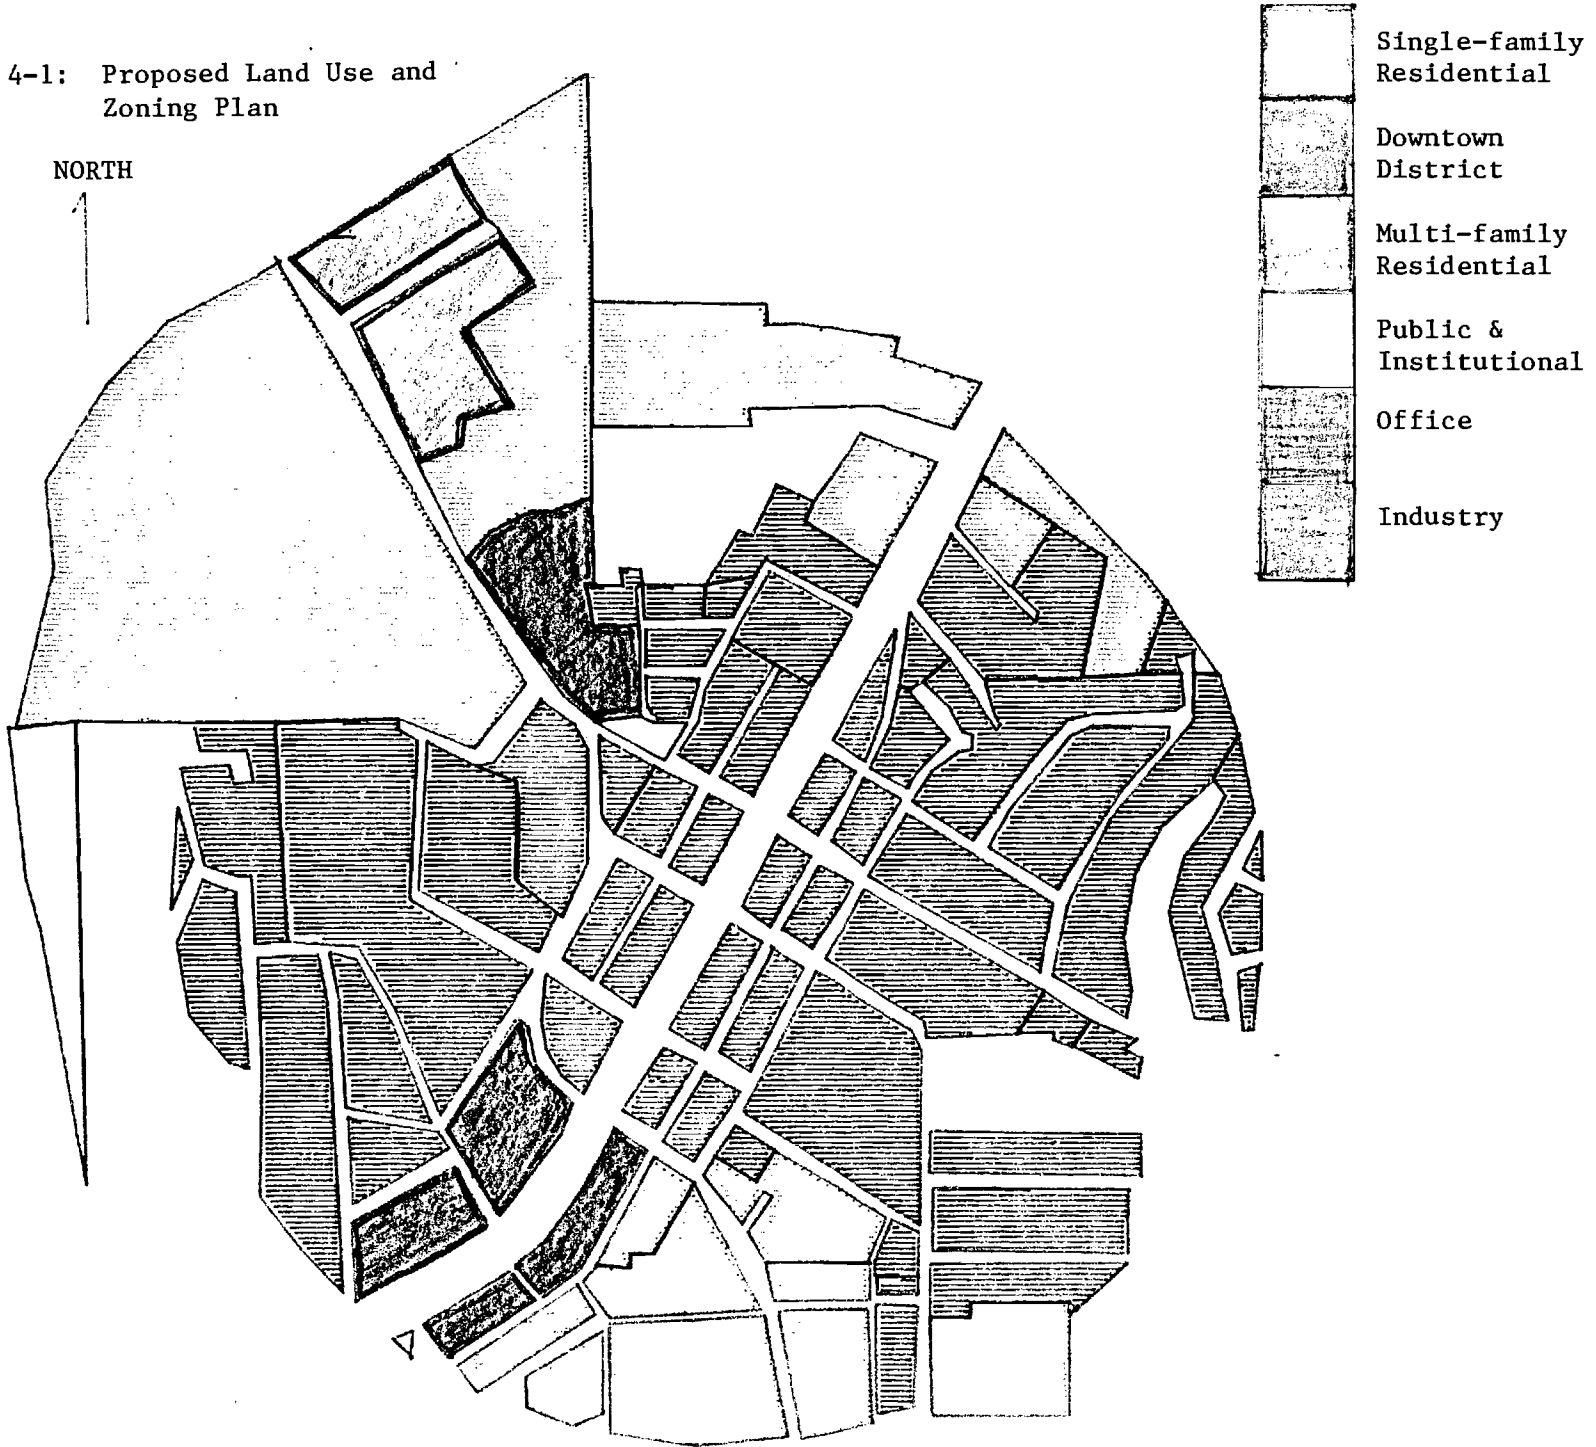 4-1: Proposed Land Use and
Zoning Plan
NORTH
Single-family
Residential
Downtown
District
Multi-family
Residential
Public &
Institutional
Office
Industry